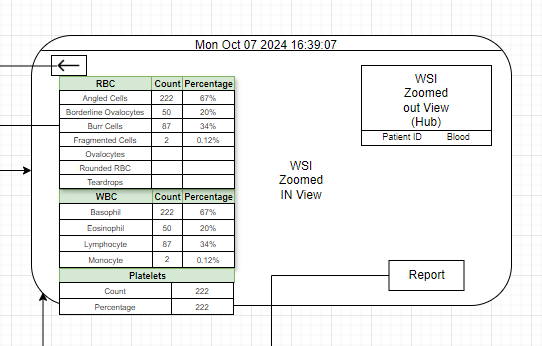 Mon Oct 07 2024 16:39:07
RBC Count Percentage
Angled Cells 222 67%
Borderline Ovalocytes 50 20%
Burr Cells 87 34%
Fragmented Cells 2 0.12%
Ovalocytes
Rounded RBC
Teardrops
WBC Count Percentage
Basophil 222 67%
Eosinophil 50 20%
Lymphocyte 87 34%
Monocyte 2 0.12%
Platelets
Count 222
Percentage 222
WSI
Zoomed
IN View
WSI
Zoomed
out View
(Hub)
Patient ID Blood
Report